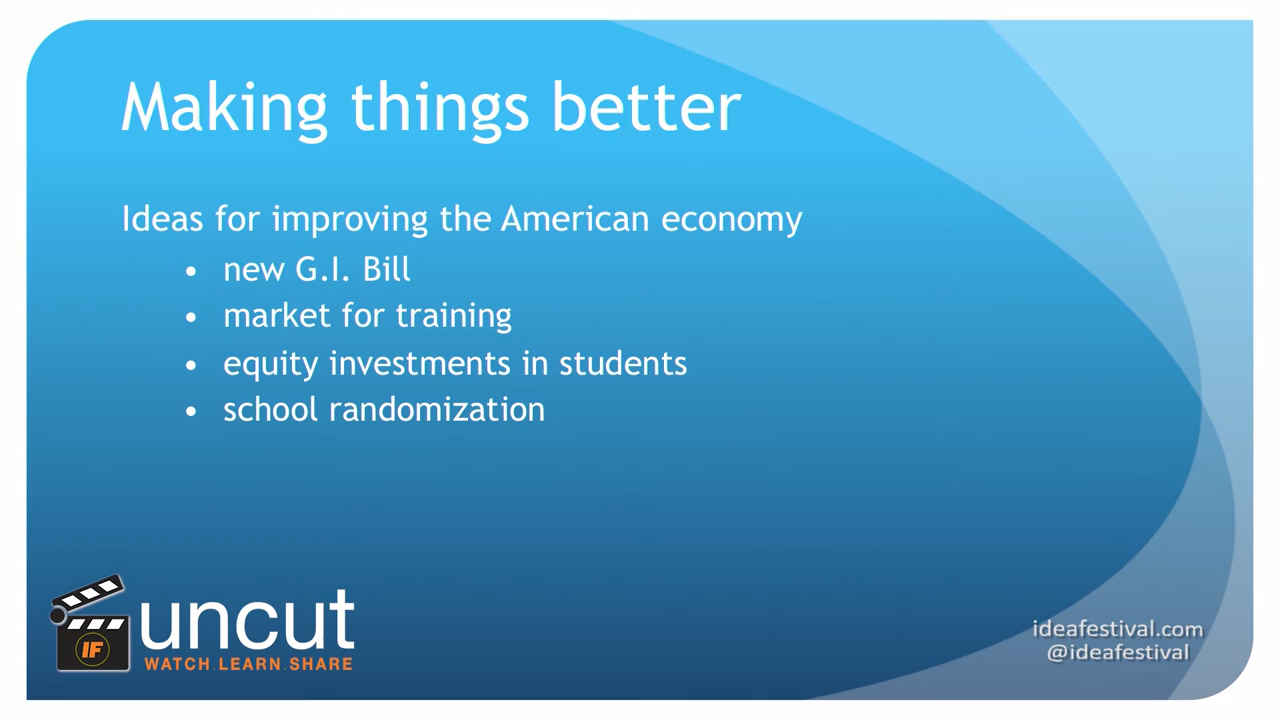 Making things better
Ideas for improving the American economy
• new G.I. Bill
• market for training
• equity investments in students
• school randomization
IF
uncut
WATCH.LEARN.SHARE
ideafestival.com
@ideafestival